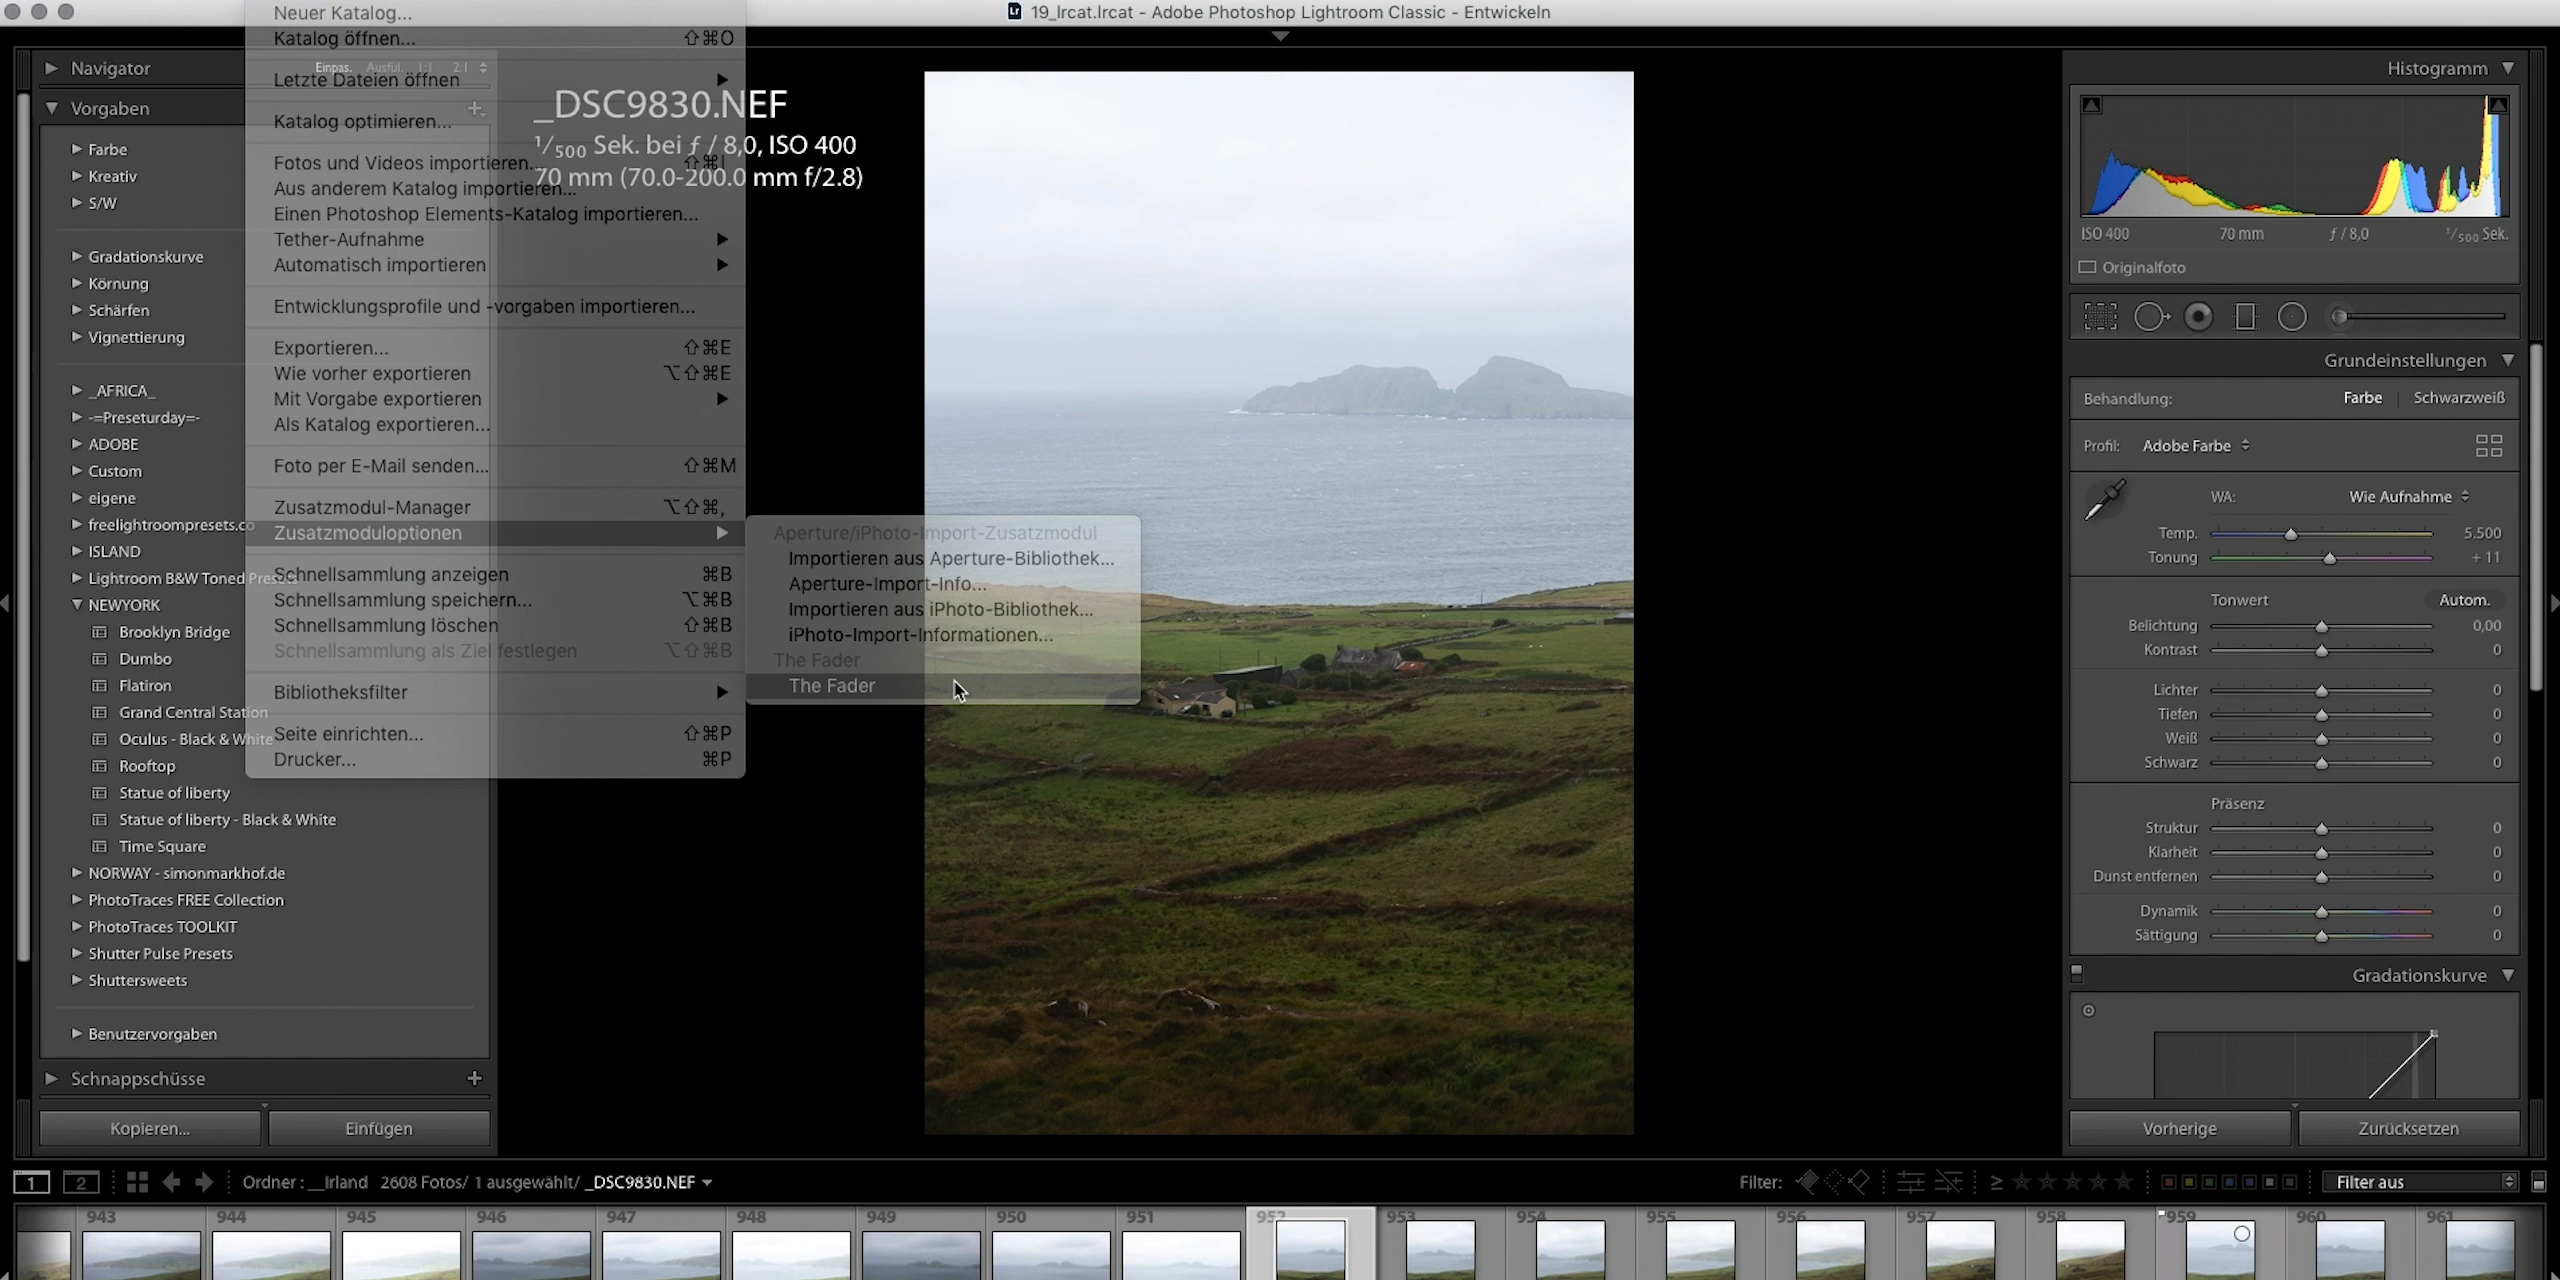 19_lrcat.lrcat - Adobe Photoshop Lightroom Classic - Entwickeln
Navigator
Einpas. Ausfül. 1:1 2:1
Vorgaben
Farbe
Kreativ
S/W
Gradationskurve
Körnung
Schärfen
Vignettierung
_AFRICA_
-=Preseturday=-
ADOBE
Custom
eigene
freelightroompresets.co
ISLAND
Lightroom B&W Toned Presets
NEWYORK
Brooklyn Bridge
Dumbo
Flatiron
Grand Central Station
Oculus - Black & White
Rooftop
Statue of liberty
Statue of liberty - Black & White
Time Square
NORWAY - simonmarkhof.de
PhotoTraces FREE Collection
PhotoTraces TOOLKIT
Shutter Pulse Presets
Shuttersweets
Benutzervorgaben
Schnappschüsse
Kopieren...
Einfügen
Neuer Katalog...
Katalog öffnen... ⇧⌘O
Letzte Dateien öffnen
Katalog optimieren...
Fotos und Videos importieren... ⇧⌘I
Aus anderem Katalog importieren...
Einen Photoshop Elements-Katalog importieren...
Tether-Aufnahme
Automatisch importieren
Entwicklungsprofile und -vorgaben importieren...
Exportieren... ⇧⌘E
Wie vorher exportieren ⌥⇧⌘E
Mit Vorgabe exportieren
Als Katalog exportieren...
Foto per E-Mail senden... ⇧⌘M
Zusatzmodul-Manager ⌥⇧⌘,
Zusatzmoduloptionen
Schnellsammlung anzeigen ⌘B
Schnellsammlung speichern... ⌥⌘B
Schnellsammlung löschen ⇧⌘B
Schnellsammlung als Ziel festlegen ⌥⇧⌘B
Bibliotheksfilter
Seite einrichten... ⇧⌘P
Drucker... ⌘P
Aperture/iPhoto-Import-Zusatzmodul
Importieren aus Aperture-Bibliothek...
Aperture-Import-Info...
Importieren aus iPhoto-Bibliothek...
iPhoto-Import-Informationen...
The Fader
The Fader
_DSC9830.NEF
1/500 Sek. bei ƒ / 8,0, ISO 400
70 mm (70.0-200.0 mm f/2.8)
Histogramm
ISO 400 70 mm ƒ / 8,0 1/500 Sek.
Originalfoto
Grundeinstellungen
Behandlung: Farbe Schwarzweiß
Profil: Adobe Farbe
WA: Wie Aufnahme
Temp. 5.500
Tonung + 11
Tonwert Autom.
Belichtung 0,00
Kontrast 0
Lichter 0
Tiefen 0
Weiß 0
Schwarz 0
Präsenz
Struktur 0
Klarheit 0
Dunst entfernen 0
Dynamik 0
Sättigung 0
Gradationskurve
Vorherige
Zurücksetzen
1 2 Ordner : __Irland 2608 Fotos/ 1 ausgewählt/ _DSC9830.NEF
Filter: ≥ Filter aus
943 944 945 946 947 948 949 950 951 952 953 954 955 956 957 958 959 960 961